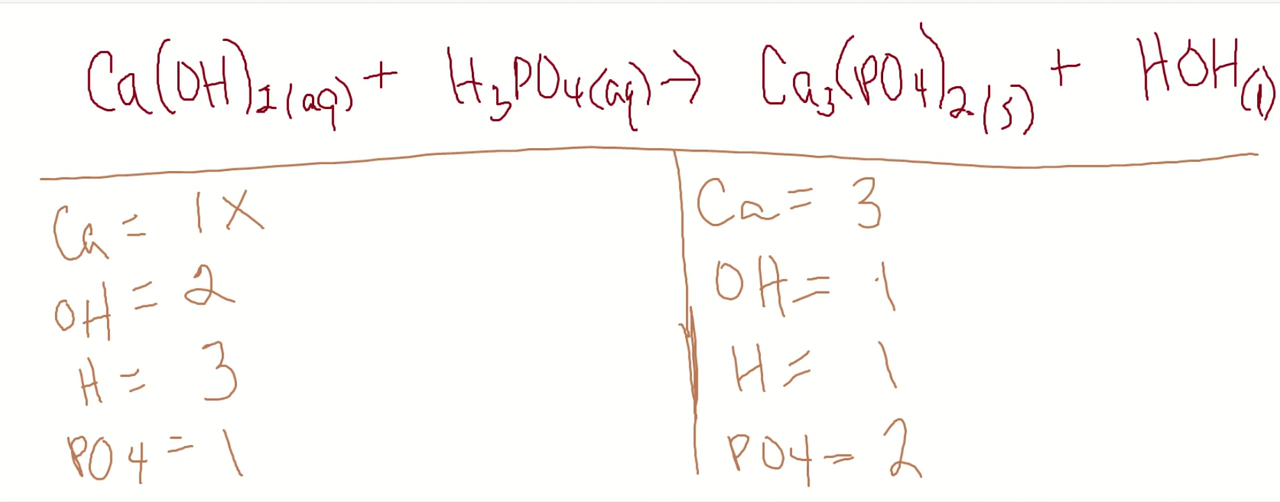 Ca(OH)₂(aq) + H₃PO₄(aq) → Ca₃(PO₄)₂(s) + HOH(l)
Ca = 1 X
OH = 2
H = 3
PO4 = 1
Ca = 3
OH = 1
H = 1
PO4 = 2